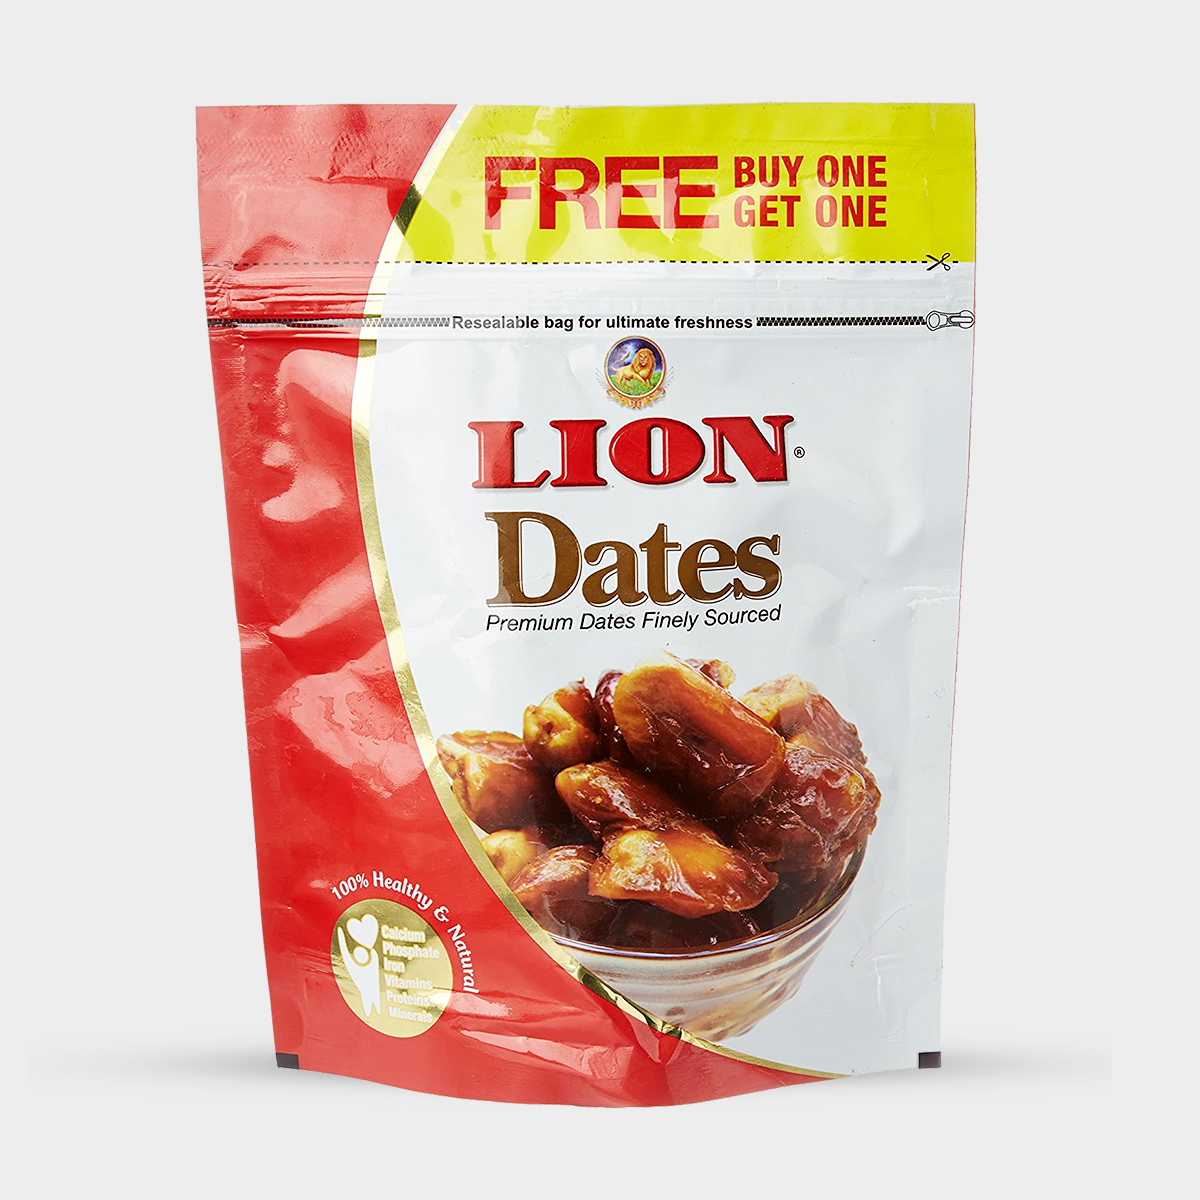 FREE BUY ONE
GET ONE
Resealable bag for ultimate freshness
LION®
Dates
Premium Dates Finely Sourced
100% Healthy & Natural
Calcium
Phosphate
Iron
Vitamins
Proteins
Minerals